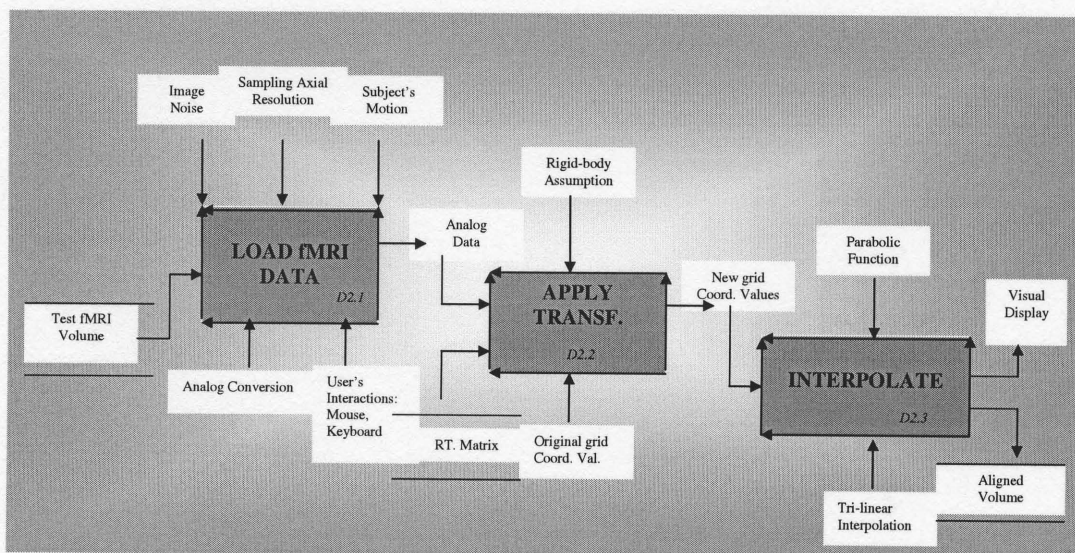 Image
Noise
Sampling Axial
Resolution
Subject's
Motion
Rigid-body
Assumption
LOAD fMRI
DATA
D2.1
Analog
Data
Parabolic
Function
Test fMRI
Volume
APPLY
TRANSF.
D2.2
New grid
Coord. Values
Visual
Display
Analog Conversion
User's
Interactions:
Mouse,
Keyboard
INTERPOLATE
D2.3
RT. Matrix
Original grid
Coord. Val.
Tri-linear
Interpolation
Aligned
Volume